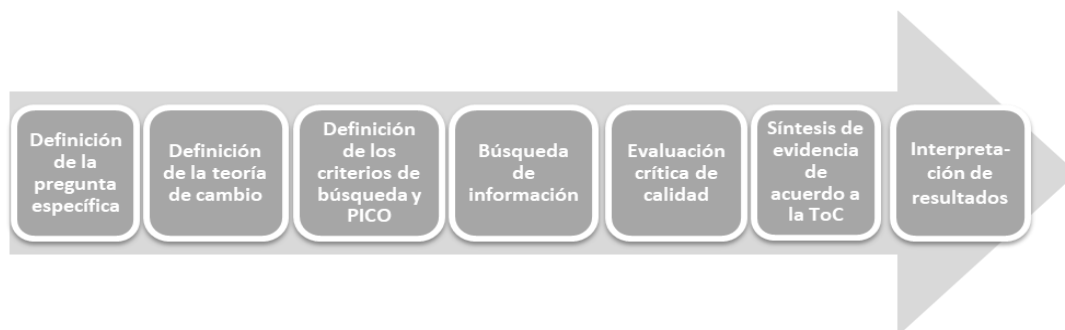 Definición
de la
pregunta
específica
Definición
de la teoría
de cambio
Definición
de los
criterios de
búsqueda y
PICO
Búsqueda
de
información
Evaluación
crítica de
calidad
Síntesis de
evidencia
de
acuerdo a
la ToC
Interpreta-
ción de
resultados